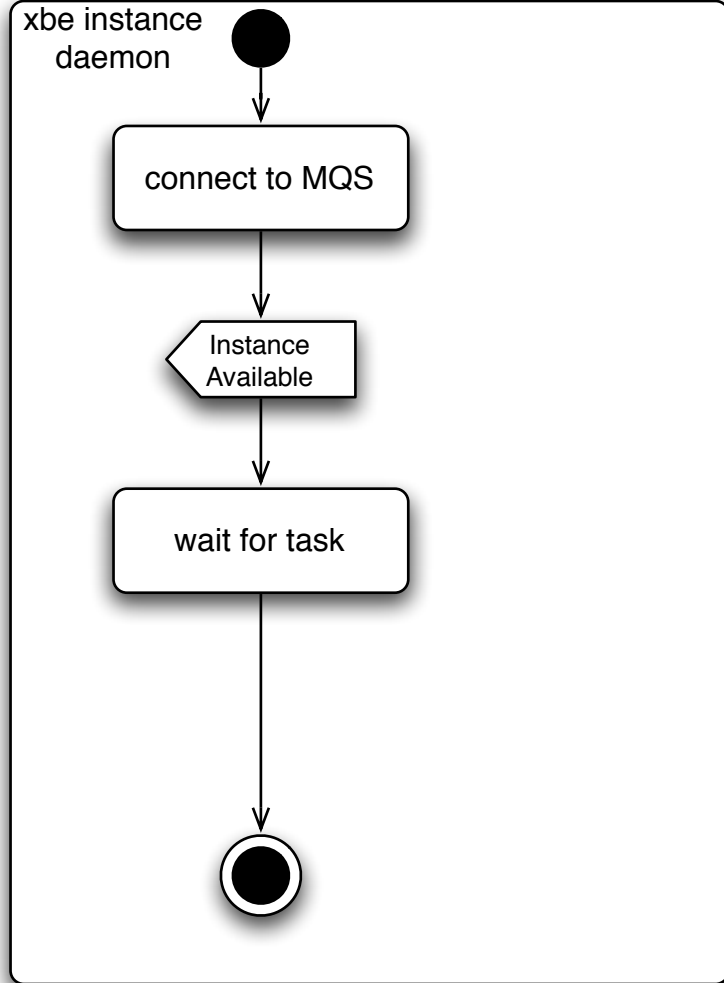 xbe instance
daemon
connect to MQS
Instance
Available
wait for task